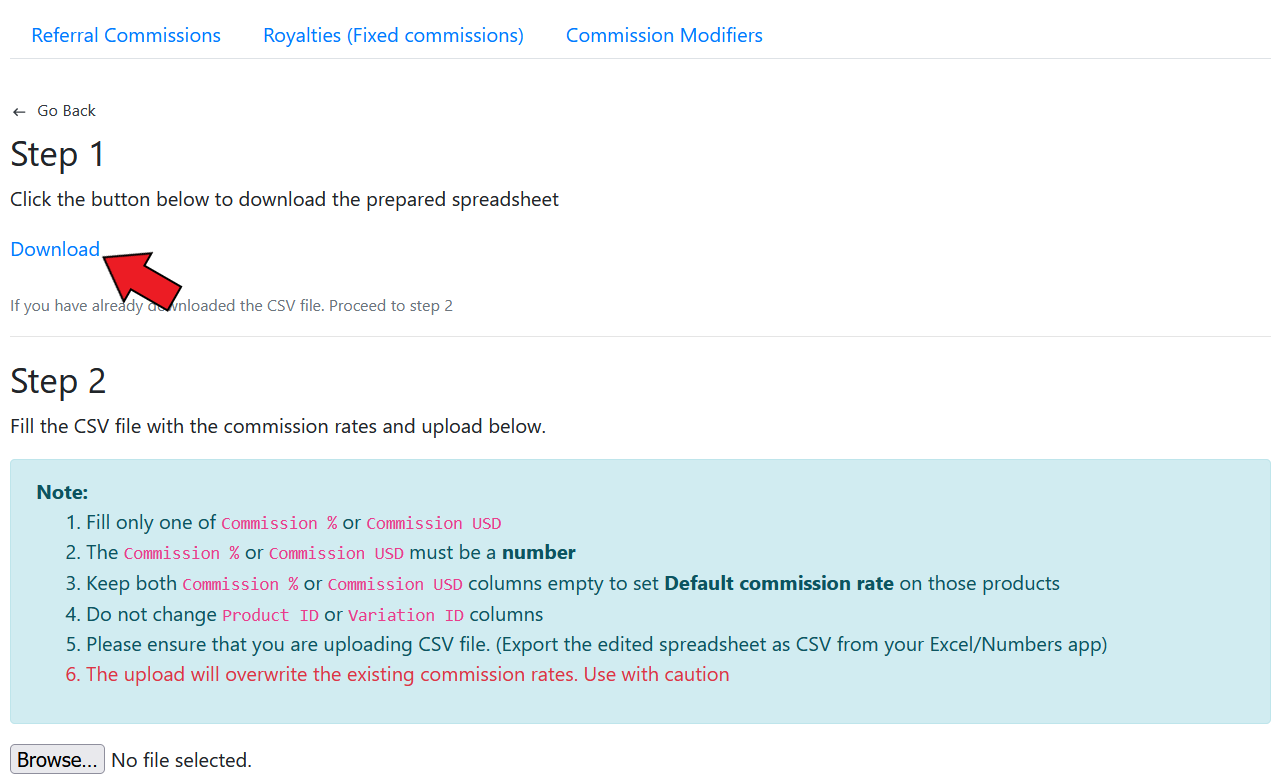 Referral Commissions Royalties (Fixed commissions) Commission Modifiers
← Go Back
Step 1
Click the button below to download the prepared spreadsheet
Download
If you have already downloaded the CSV file. Proceed to step 2
Step 2
Fill the CSV file with the commission rates and upload below.
Note:
1. Fill only one of Commission % or Commission USD
2. The Commission % or Commission USD must be a number
3. Keep both Commission % or Commission USD columns empty to set Default commission rate on those products
4. Do not change Product ID or Variation ID columns
5. Please ensure that you are uploading CSV file. (Export the edited spreadsheet as CSV from your Excel/Numbers app)
6. The upload will overwrite the existing commission rates. Use with caution
Browse... No file selected.